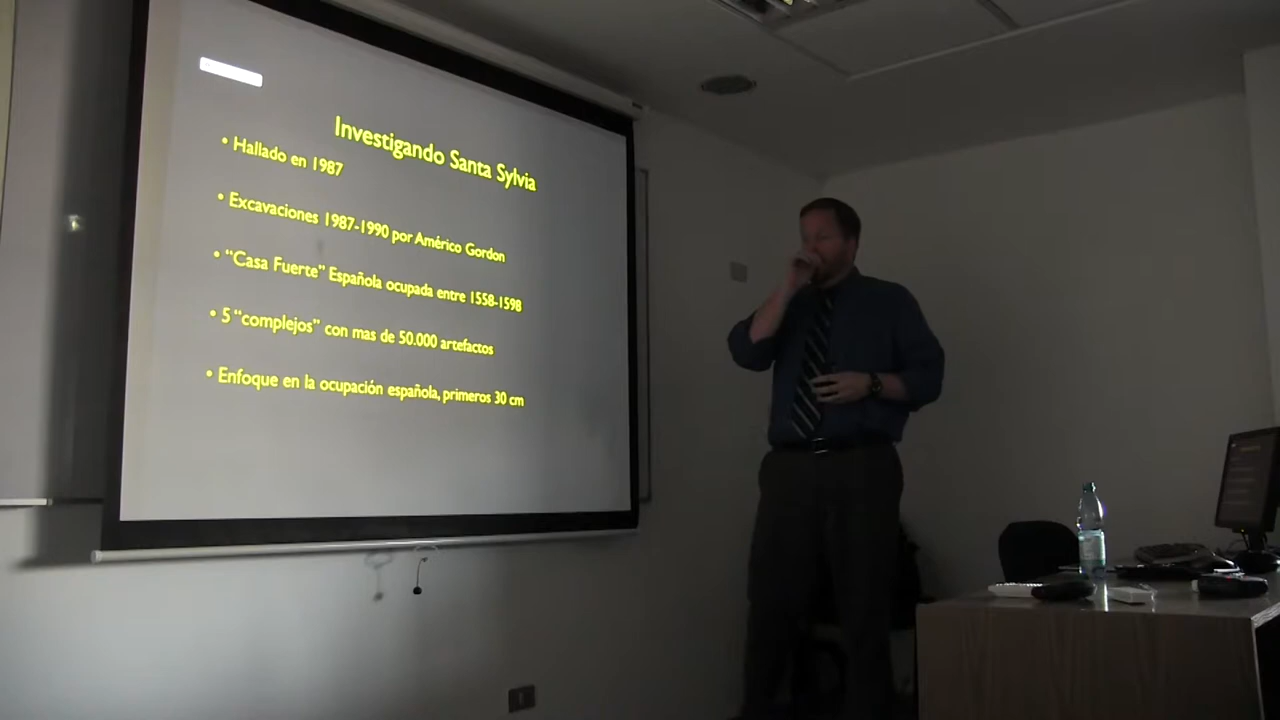 Investigando Santa Sylvia
• Hallado en 1987
• Excavaciones 1987-1990 por Américo Gordon
• “Casa Fuerte” Española ocupada entre 1558-1598
• 5 “complejos” con mas de 50.000 artefactos
• Enfoque en la ocupación española, primeros 30 cm